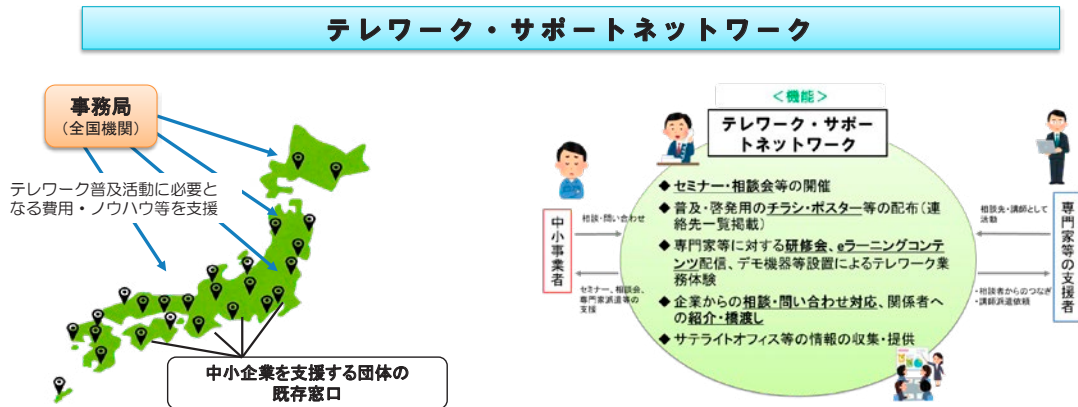 テレワーク・サポートネットワーク
事務局
（全国機関）
テレワーク普及活動に必要と
なる費用・ノウハウ等を支援
中小企業を支援する団体の
既存窓口
＜機能＞
テレワーク・サポー
トネットワーク
◆ セミナー・相談会等の開催
◆ 普及・啓発用のチラシ・ポスター等の配布（連
絡先一覧掲載）
◆ 専門家等に対する研修会、eラーニングコンテ
ンツ配信、デモ機器等設置によるテレワーク業
務体験
◆ 企業からの相談・問い合わせ対応、関係者へ
の紹介・橋渡し
◆ サテライトオフィス等の情報の収集・提供
中小事業者
相談・問い合わせ
セミナー、相談会、
専門家派遣等の
支援
相談先・講師として
活動
・相談者からのつなぎ
・講師派遣依頼
専門家等の支援者